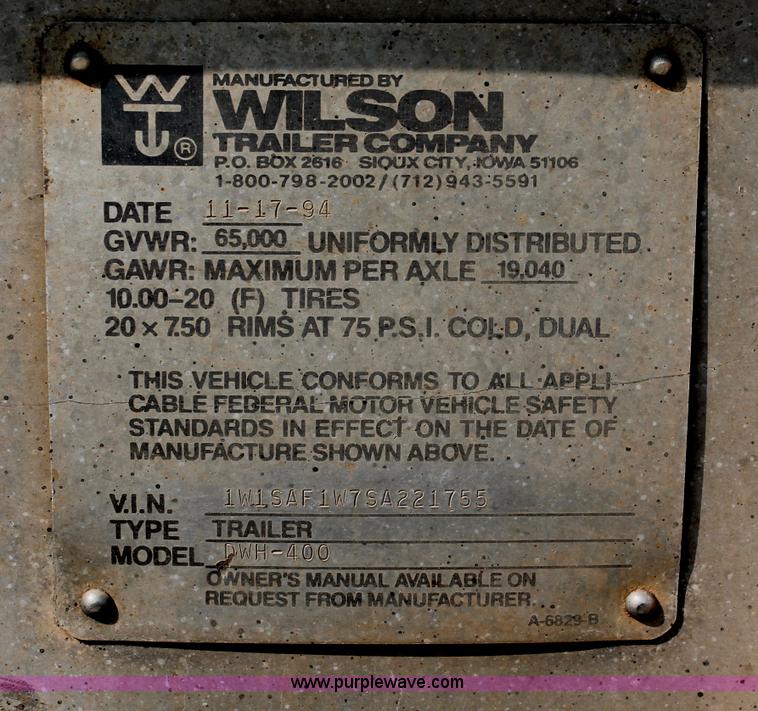 MANUFACTURED BY
WT® WILSON
TRAILER COMPANY
P.O. BOX 2616 SIOUX CITY, IOWA 51106
1-800-798-2002/(712)943-5591
DATE 11-17-94
GVWR: 65,000 UNIFORMLY DISTRIBUTED
GAWR: MAXIMUM PER AXLE 19,040
10.00-20 (F) TIRES
20 x 7.50 RIMS AT 75 P.S.I. COLD, DUAL
THIS VEHICLE CONFORMS TO ALL APPLI-
CABLE FEDERAL MOTOR VEHICLE SAFETY
STANDARDS IN EFFECT ON THE DATE OF
MANUFACTURE SHOWN ABOVE.
V.I.N. 1W1SAF1W7SA221755
TYPE TRAILER
MODEL DWH-400
OWNER'S MANUAL AVAILABLE ON
REQUEST FROM MANUFACTURER.
A-6829-B
www.purplewave.com